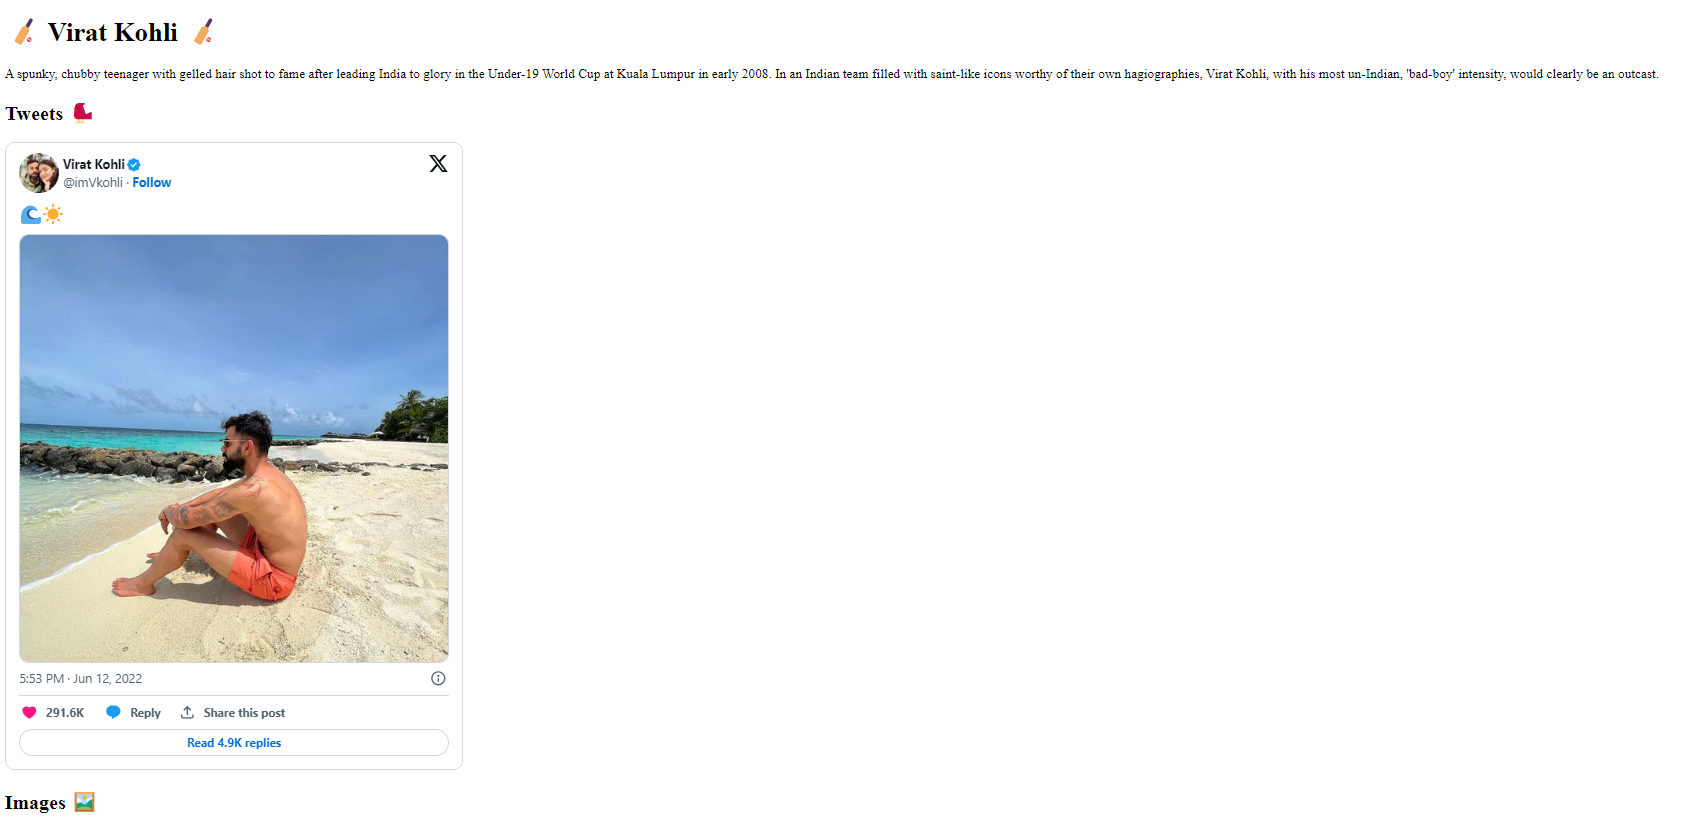 Virat Kohli
A spunky, chubby teenager with gelled hair shot to fame after leading India to glory in the Under-19 World Cup at Kuala Lumpur in early 2008. In an Indian team filled with saint-like icons worthy of their own hagiographies, Virat Kohli, with his most un-Indian, 'bad-boy' intensity, would clearly be an outcast.
Tweets
Virat Kohli
@imVkohli · Follow
5:53 PM · Jun 12, 2022
291.6K Reply Share this post
Read 4.9K replies
Images